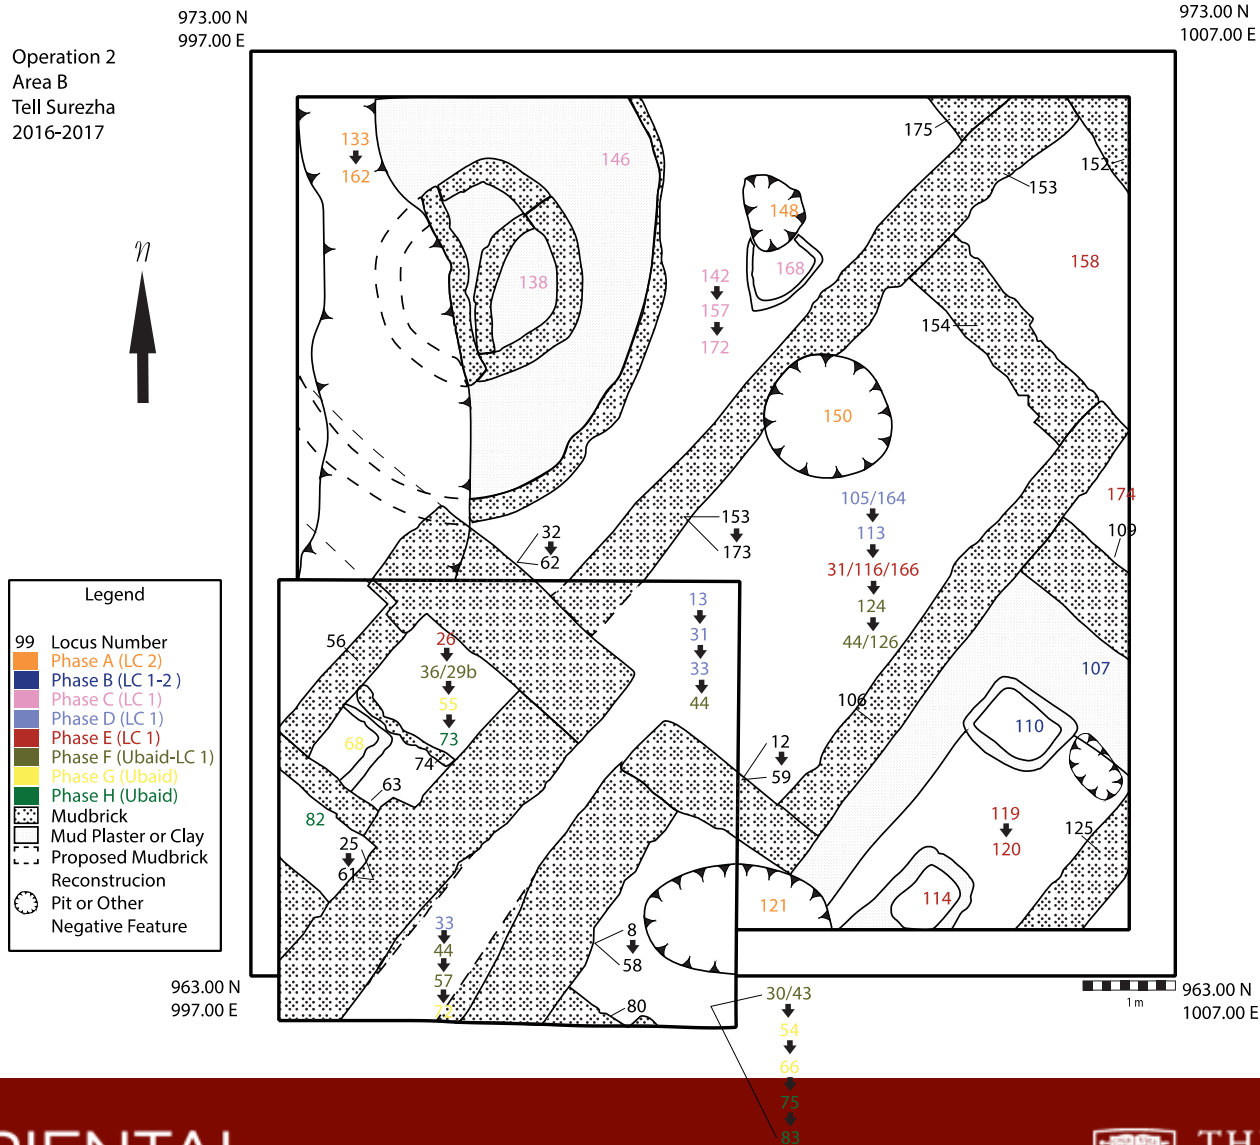 973.00 N
997.00 E
973.00 N
1007.00 E
Operation 2
Area B
Tell Surezha
2016-2017
N
133
162
146
138
148
168
142
157
172
175
152
153
158
154
150
174
109
105/164
113
31/116/166
124
44/126
153
173
32
62
13
31
33
44
56
26
36/29b
55
73
68
74
63
82
25
61
106
107
110
12
59
119
120
125
114
121
8
58
80
33
44
57
72
30/43
54
66
75
83
Legend
99 Locus Number
Phase A (LC 2)
Phase B (LC 1-2 )
Phase C (LC 1)
Phase D (LC 1)
Phase E (LC 1)
Phase F (Ubaid-LC 1)
Phase G (Ubaid)
Phase H (Ubaid)
Mudbrick
Mud Plaster or Clay
Proposed Mudbrick
Reconstrucion
Pit or Other
Negative Feature
963.00 N
997.00 E
1 m
963.00 N
1007.00 E